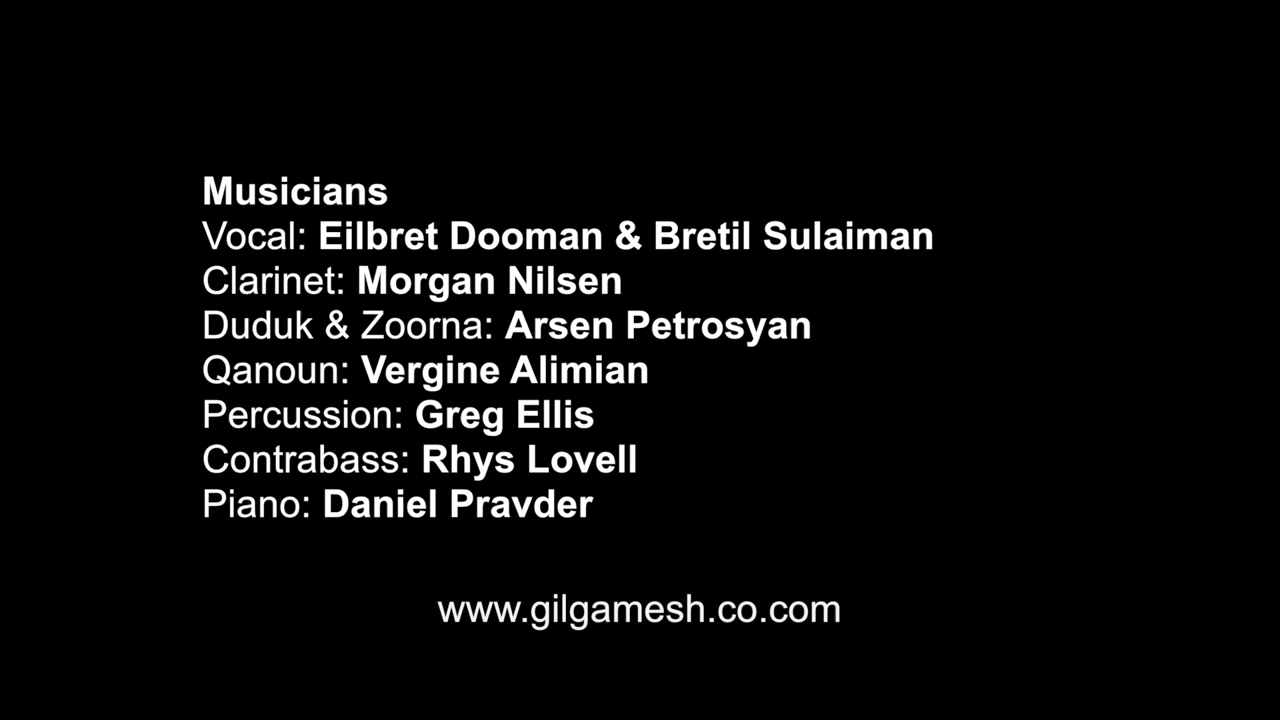 Musicians
Vocal: Eilbret Dooman & Bretil Sulaiman
Clarinet: Morgan Nilsen
Duduk & Zoorna: Arsen Petrosyan
Qanoun: Vergine Alimian
Percussion: Greg Ellis
Contrabass: Rhys Lovell
Piano: Daniel Pravder
www.gilgamesh.co.com